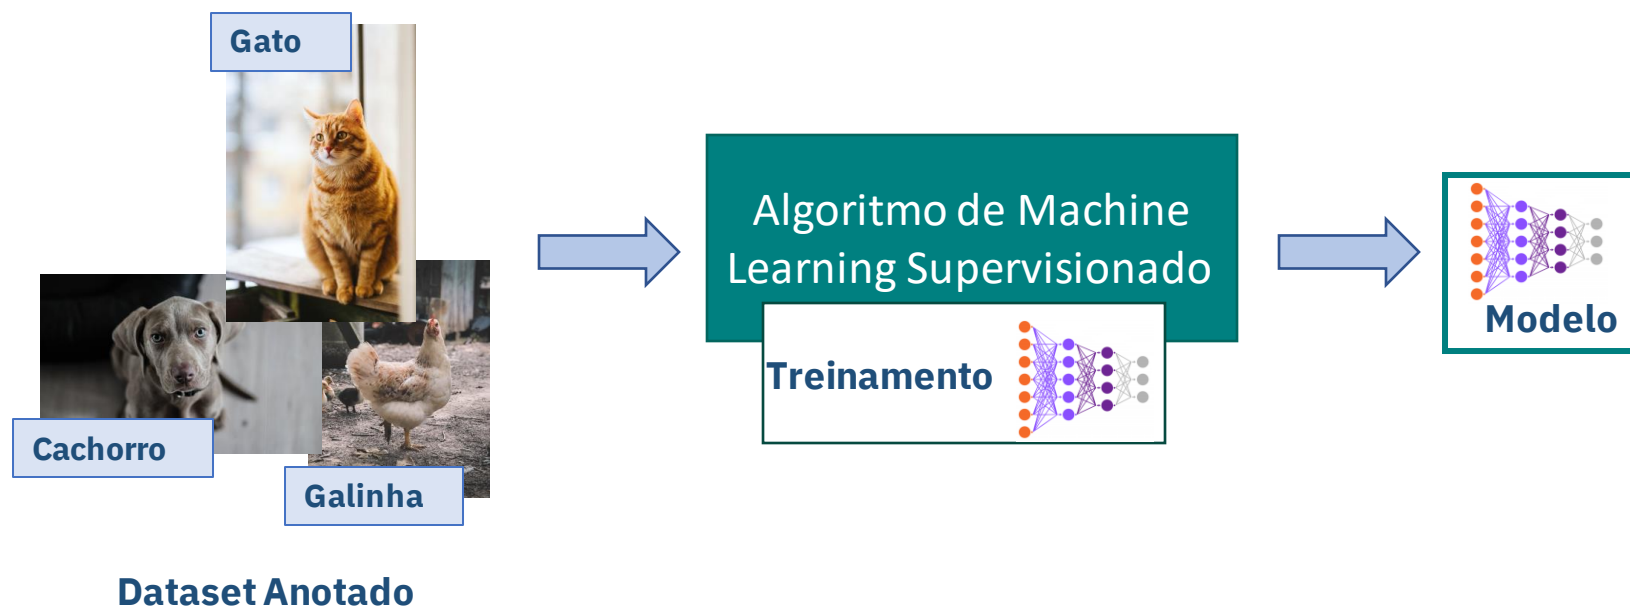 Gato
Cachorro
Galinha
Dataset Anotado
Algoritmo de Machine
Learning Supervisionado
Treinamento
Modelo